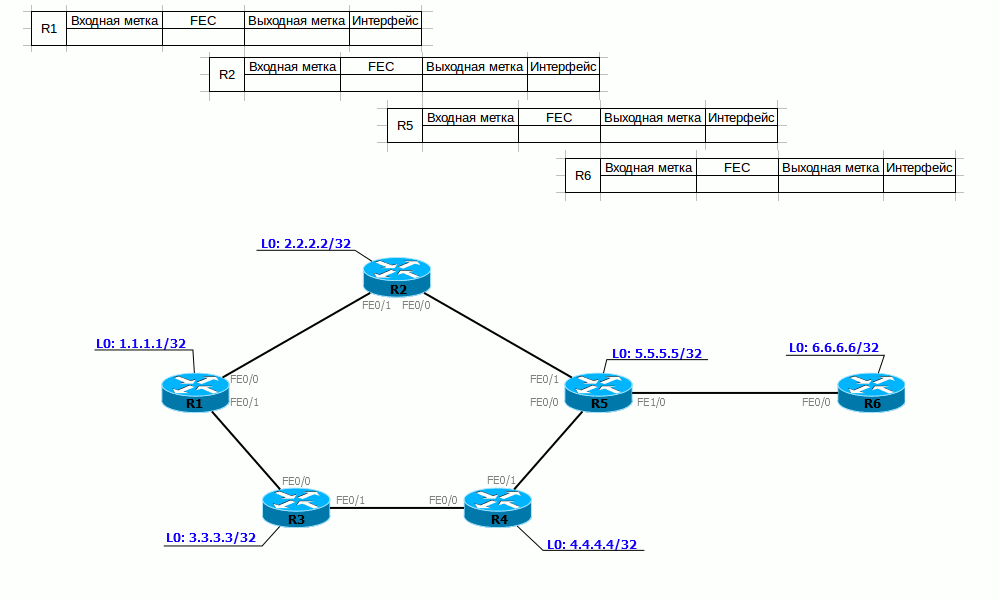 R1 Входная метка FEC Выходная метка Интерфейс
R2 Входная метка FEC Выходная метка Интерфейс
R5 Входная метка FEC Выходная метка Интерфейс
R6 Входная метка FEC Выходная метка Интерфейс
L0: 2.2.2.2/32
R2
FE0/1 FE0/0
L0: 1.1.1.1/32
L0: 5.5.5.5/32
L0: 6.6.6.6/32
FE0/0
FE0/1
R1
FE0/1
FE0/1
FE0/0
R5
FE1/0
FE0/0
R6
FE0/0
FE0/1
R3
L0: 3.3.3.3/32
FE0/1
FE0/0
R4
L0: 4.4.4.4/32